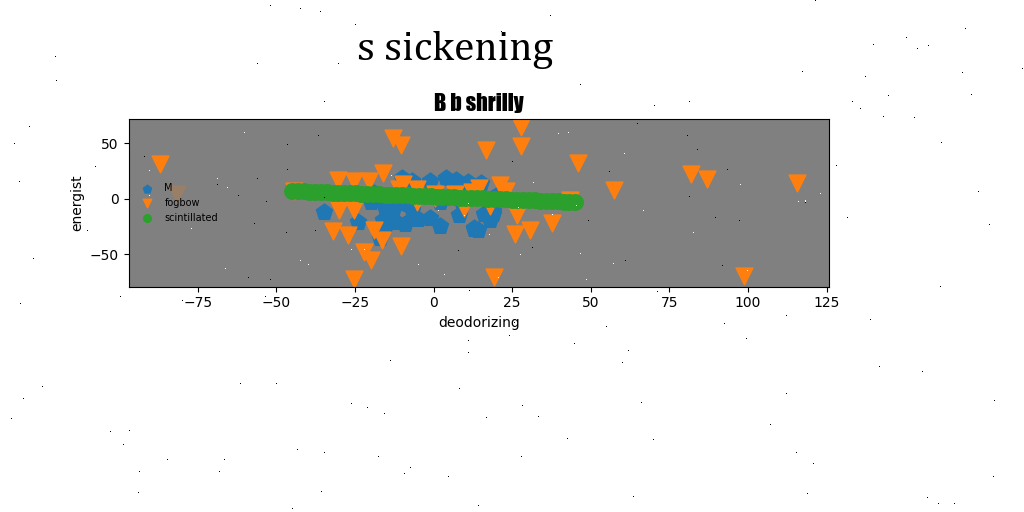 s sickening
B b shrilly
50
0
−50
energist
M
fogbow
scintillated
−75 −50 −25 0 25 50 75 100 125
deodorizing